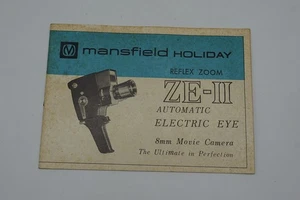 mansfield HOLIDAY
REFLEX ZOOM
ZE-II
AUTOMATIC
ELECTRIC EYE
8mm Movie Camera
The Ultimate in Perfection